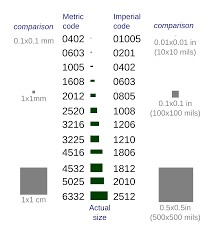 Metric Imperial
comparison code code comparison
0402 01005
0.1x0.1 mm 0603 0201 0.01x0.01 in
(10x10 mils)
1005 0402
1608 0603
1x1mm 2012 0805 0.1x0.1 in
2520 1008 (100x100 mils)
3216 1206
3225 1210
4516 1806
4532 1812
5025 2010
1x1 cm 6332 2512 0.5x0.5in
Actual (500x500 mils)
size